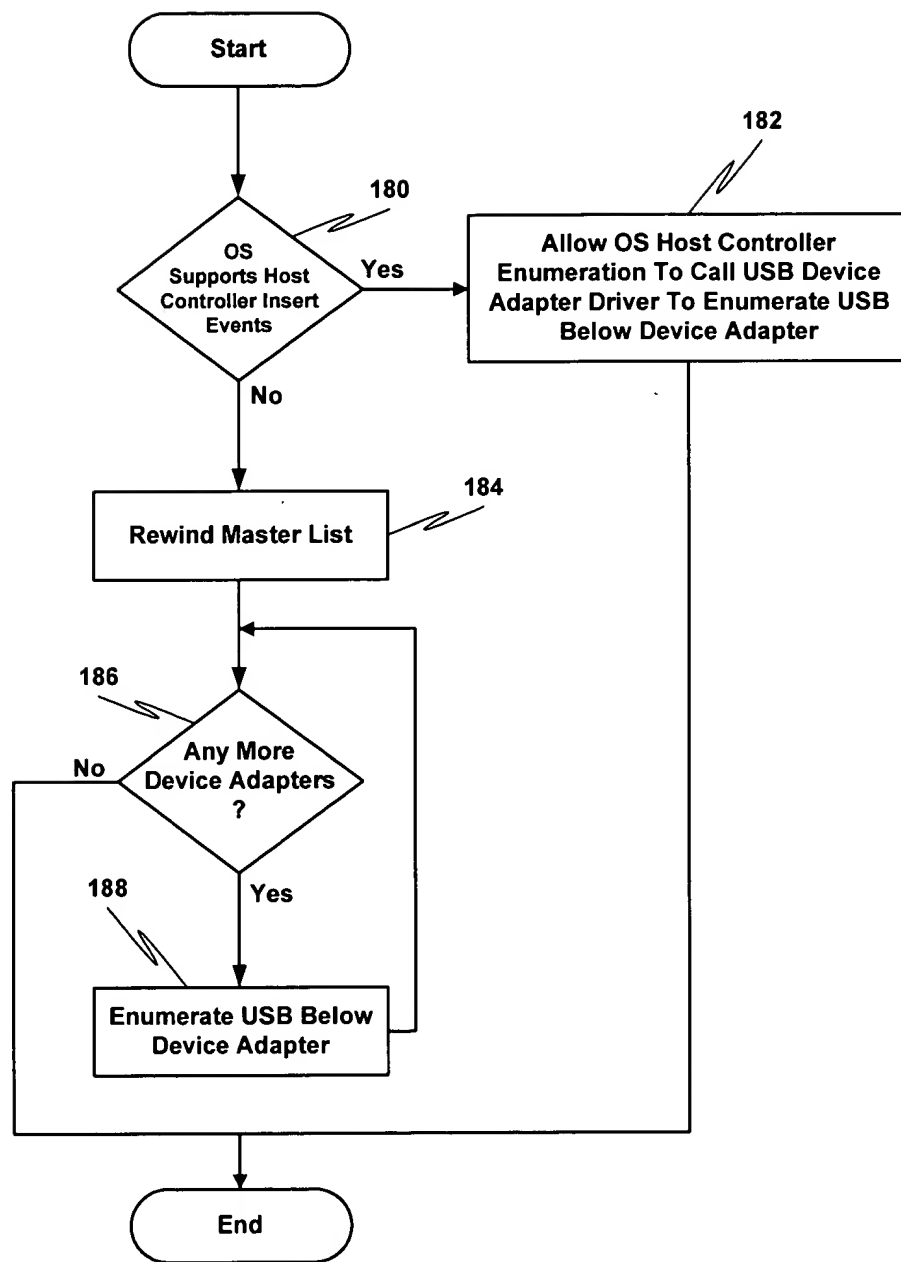 Start
182
180
OS
Supports Host
Controller Insert
Events
Yes
Allow OS Host Controller
Enumeration To Call USB Device
Adapter Driver To Enumerate USB
Below Device Adapter
No
184
Rewind Master List
186
Any More
Device Adapters
?
No
Yes
188
Enumerate USB Below
Device Adapter
End